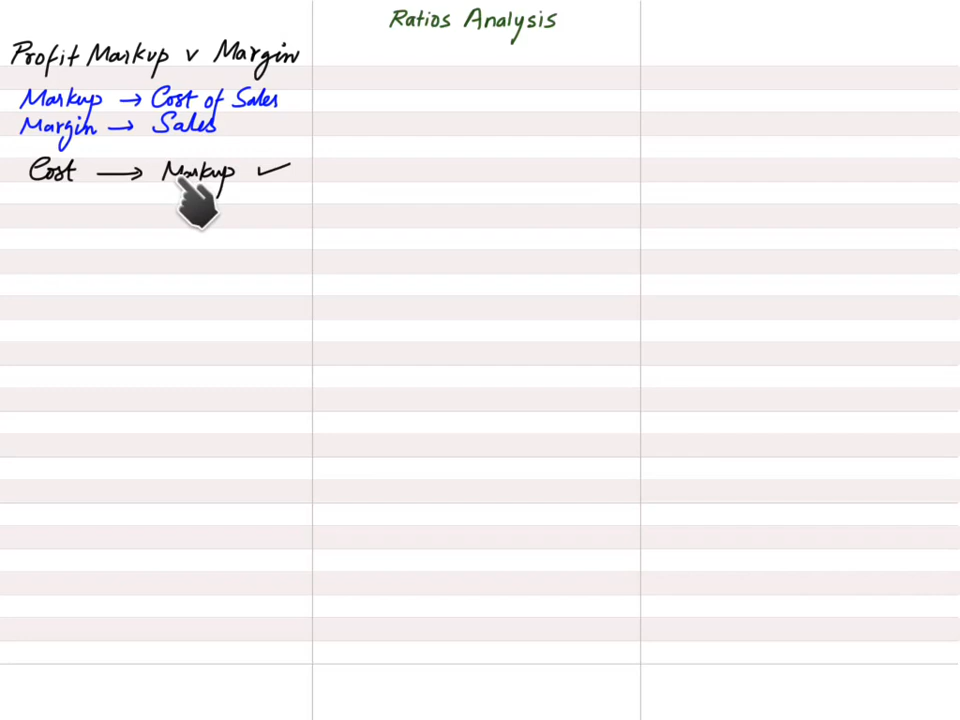 Ratios Analysis
Profit Markup v Margin
Markup → Cost of Sales
Margin → Sales
Cost → Markup ✓